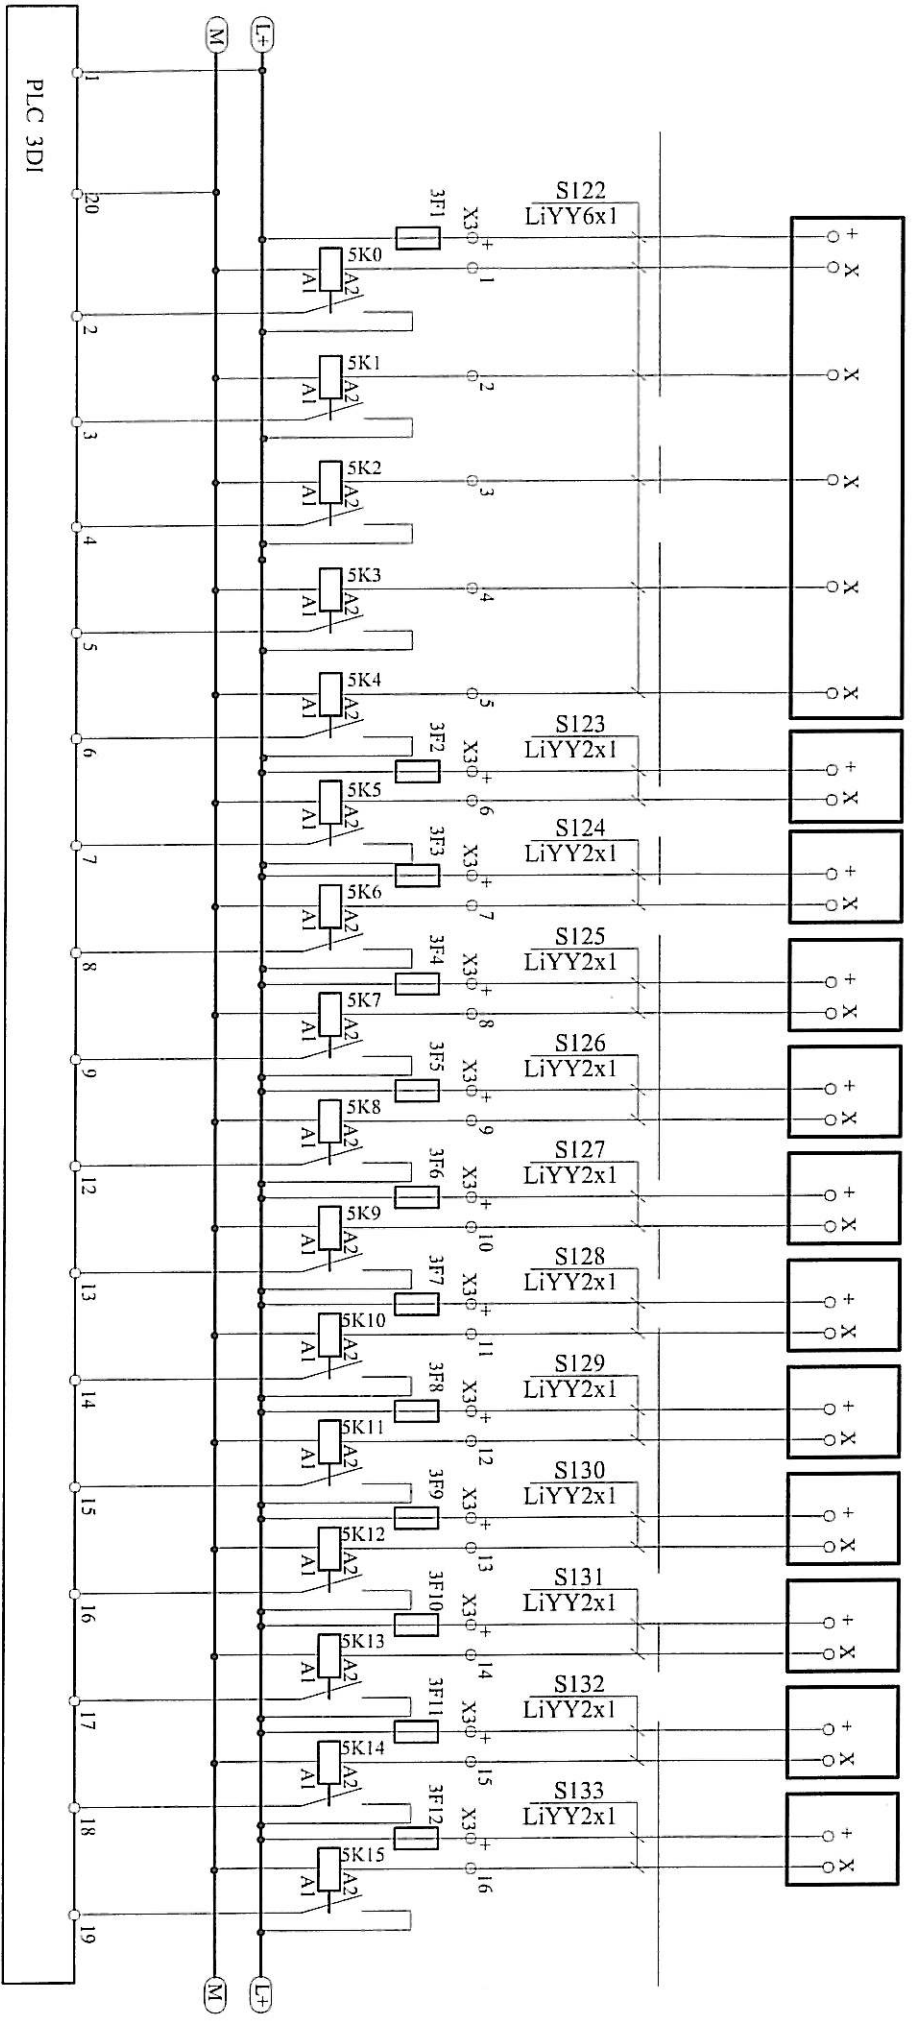 M
L+
PLC 3DI
1
20
S122
LiYY6x1
3F1
X3
+
+
5K0
A1
A2
1
X
2
5K1
A1
A2
2
X
3
5K2
A1
A2
3
X
4
5K3
A1
A2
4
X
5
5K4
A1
A2
5
X
6
S123
LiYY2x1
3F2
X3
+
+
5K5
A1
A2
6
X
7
S124
LiYY2x1
3F3
X3
+
+
5K6
A1
A2
7
X
8
S125
LiYY2x1
3F4
X3
+
+
5K7
A1
A2
8
X
9
S126
LiYY2x1
3F5
X3
+
+
5K8
A1
A2
9
X
12
S127
LiYY2x1
3F6
X3
+
+
5K9
A1
A2
10
X
13
S128
LiYY2x1
3F7
X3
+
+
5K10
A1
A2
11
X
14
S129
LiYY2x1
3F8
X3
+
+
5K11
A1
A2
12
X
15
S130
LiYY2x1
3F9
X3
+
+
5K12
A1
A2
13
X
16
S131
LiYY2x1
3F10
X3
+
+
5K13
A1
A2
14
X
17
S132
LiYY2x1
3F11
X3
+
+
5K14
A1
A2
15
X
18
S133
LiYY2x1
3F12
X3
+
+
5K15
A1
A2
16
X
19
M
L+